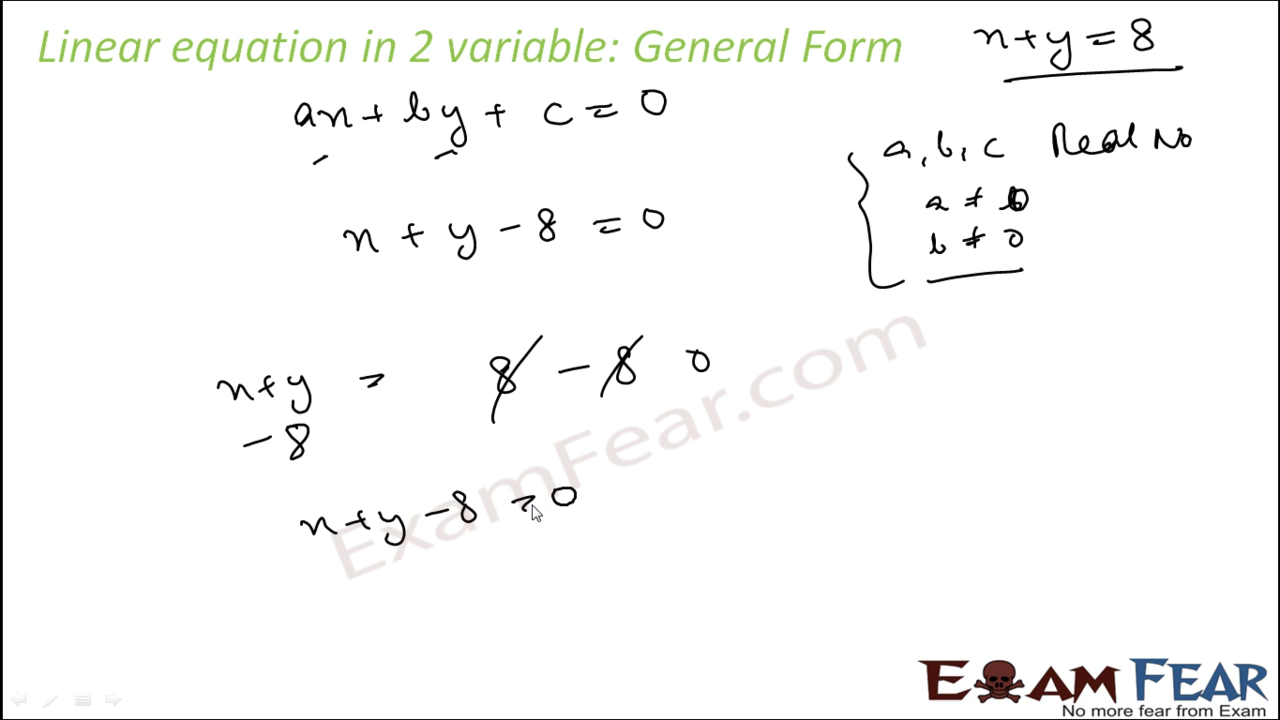 Linear equation in 2 variable: General Form
x+y=8
ax+by+c=0
a, b, c Real No
a ≠ 0
b ≠ 0
x+y-8=0
x+y = 8 - 8 0
-8
x+y-8=0
ExamFear.com
EXAM FEAR
No more fear from Exam